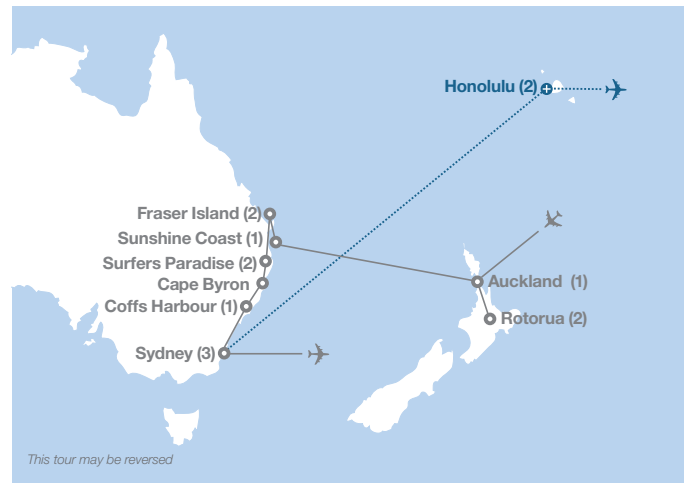 Honolulu (2)
Fraser Island (2)
Sunshine Coast (1)
Surfers Paradise (2)
Cape Byron
Auckland (1)
Coffs Harbour (1)
Rotorua (2)
Sydney (3)
This tour may be reversed